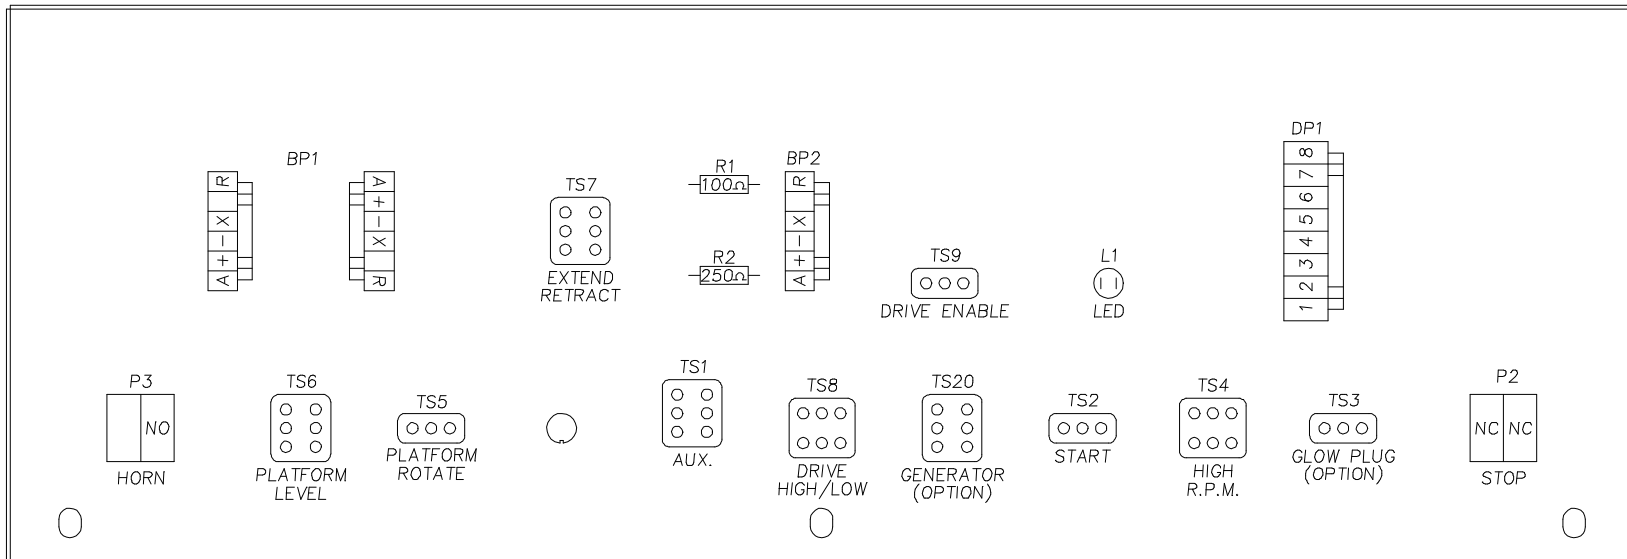 DP1
8
7
6
5
4
3
2
1
BP1
R
X
-
+
A
A
+
-
X
R
TS7
EXTEND
RETRACT
R1
100Ω
R2
250Ω
BP2
R
X
-
+
A
TS9
DRIVE ENABLE
L1
LED
P3
NO
HORN
TS6
PLATFORM
LEVEL
TS5
PLATFORM
ROTATE
TS1
AUX.
TS8
DRIVE
HIGH/LOW
TS20
GENERATOR
(OPTION)
TS2
START
TS4
HIGH
R.P.M.
TS3
GLOW PLUG
(OPTION)
P2
NC NC
STOP